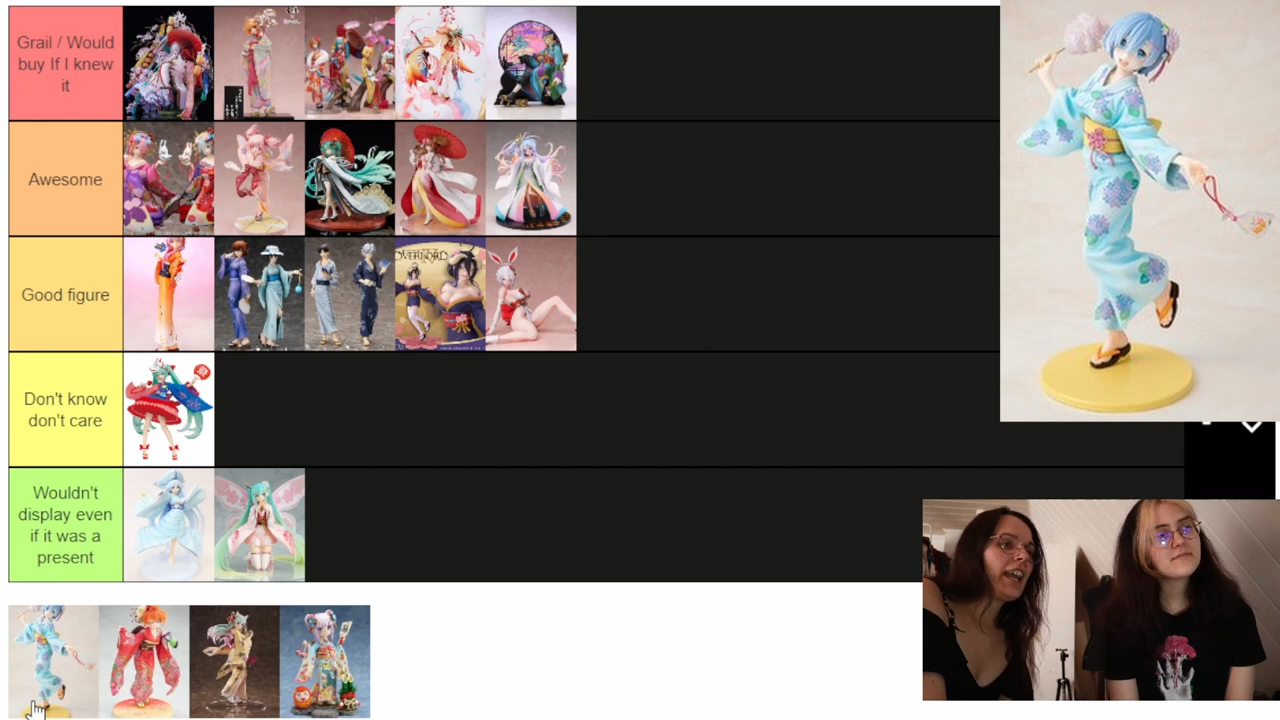 Grail / Would
buy If I knew
it
Awesome
Good figure
OVERLORD
Don't know
don't care
Wouldn't
display even
if it was a
present